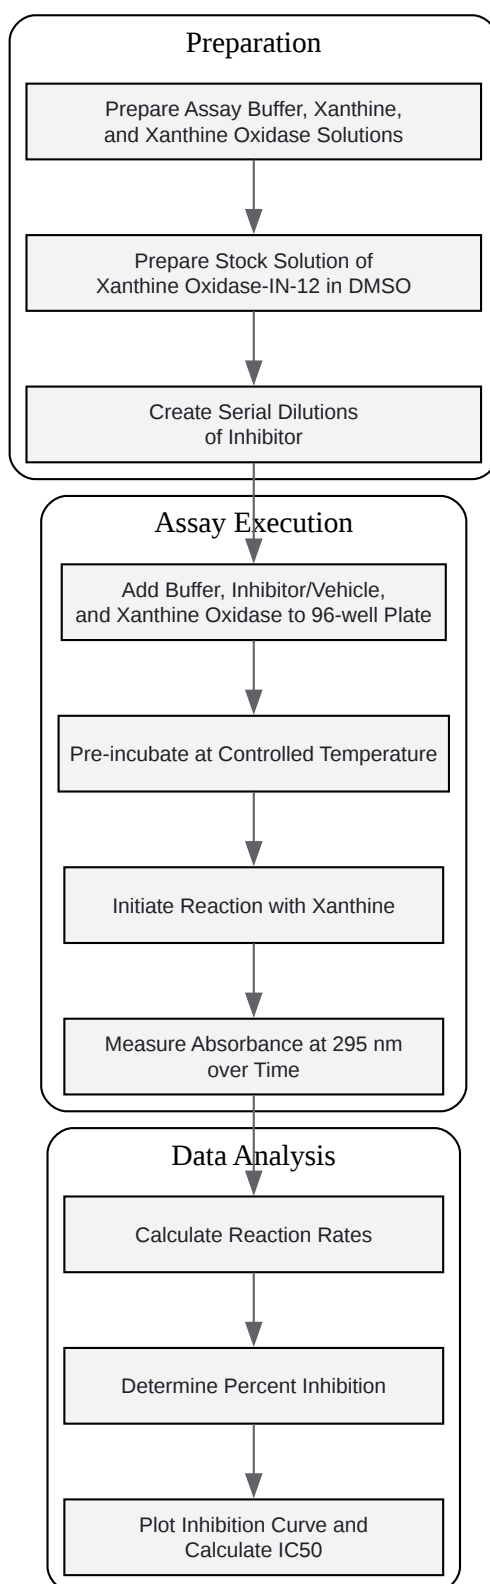 Preparation
Prepare Assay Buffer, Xanthine,
and Xanthine Oxidase Solutions
Prepare Stock Solution of
Xanthine Oxidase-IN-12 in DMSO
Create Serial Dilutions
of Inhibitor
Assay Execution
Add Buffer, Inhibitor/Vehicle,
and Xanthine Oxidase to 96-well Plate
Pre-incubate at Controlled Temperature
Initiate Reaction with Xanthine
Measure Absorbance at 295 nm
over Time
Data Analysis
Calculate Reaction Rates
Determine Percent Inhibition
Plot Inhibition Curve and
Calculate IC50